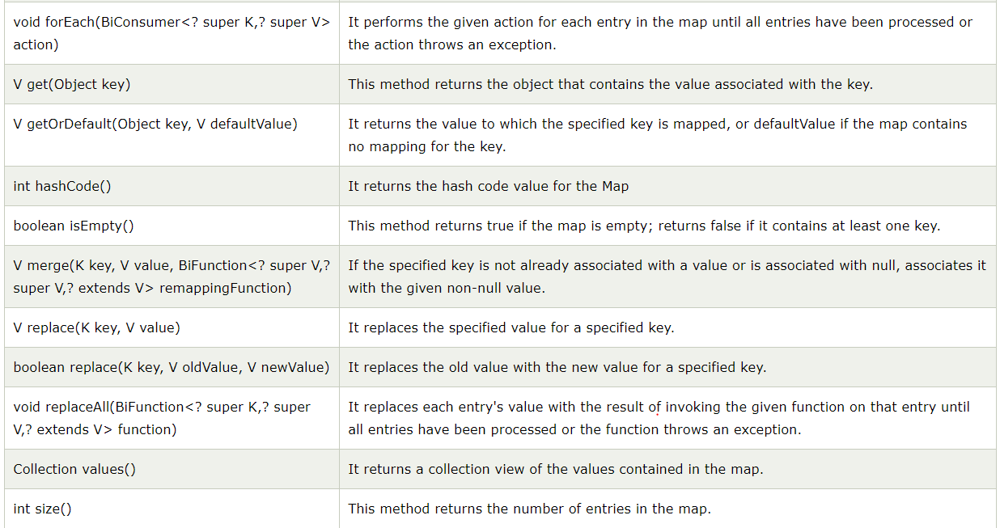 void forEach(BiConsumer<? super K,? super V>
action)
It performs the given action for each entry in the map until all entries have been processed or
the action throws an exception.
V get(Object key)
This method returns the object that contains the value associated with the key.
V getOrDefault(Object key, V defaultValue)
It returns the value to which the specified key is mapped, or defaultValue if the map contains
no mapping for the key.
int hashCode()
It returns the hash code value for the Map
boolean isEmpty()
This method returns true if the map is empty; returns false if it contains at least one key.
V merge(K key, V value, BiFunction<? super V,?
super V,? extends V> remappingFunction)
If the specified key is not already associated with a value or is associated with null, associates it
with the given non-null value.
V replace(K key, V value)
It replaces the specified value for a specified key.
boolean replace(K key, V oldValue, V newValue)
It replaces the old value with the new value for a specified key.
void replaceAll(BiFunction<? super K,? super
V,? extends V> function)
It replaces each entry's value with the result of invoking the given function on that entry until
all entries have been processed or the function throws an exception.
Collection values()
It returns a collection view of the values contained in the map.
int size()
This method returns the number of entries in the map.